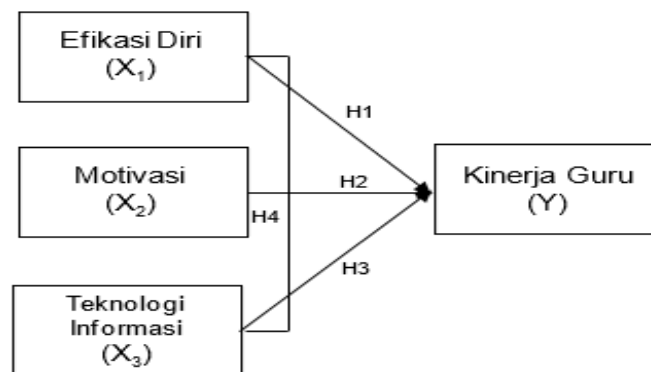 Efikasi Diri
(X₁)
H1
Motivasi
(X₂)
H2
H4
Kinerja Guru
(Y)
H3
Teknologi
Informasi
(X₃)